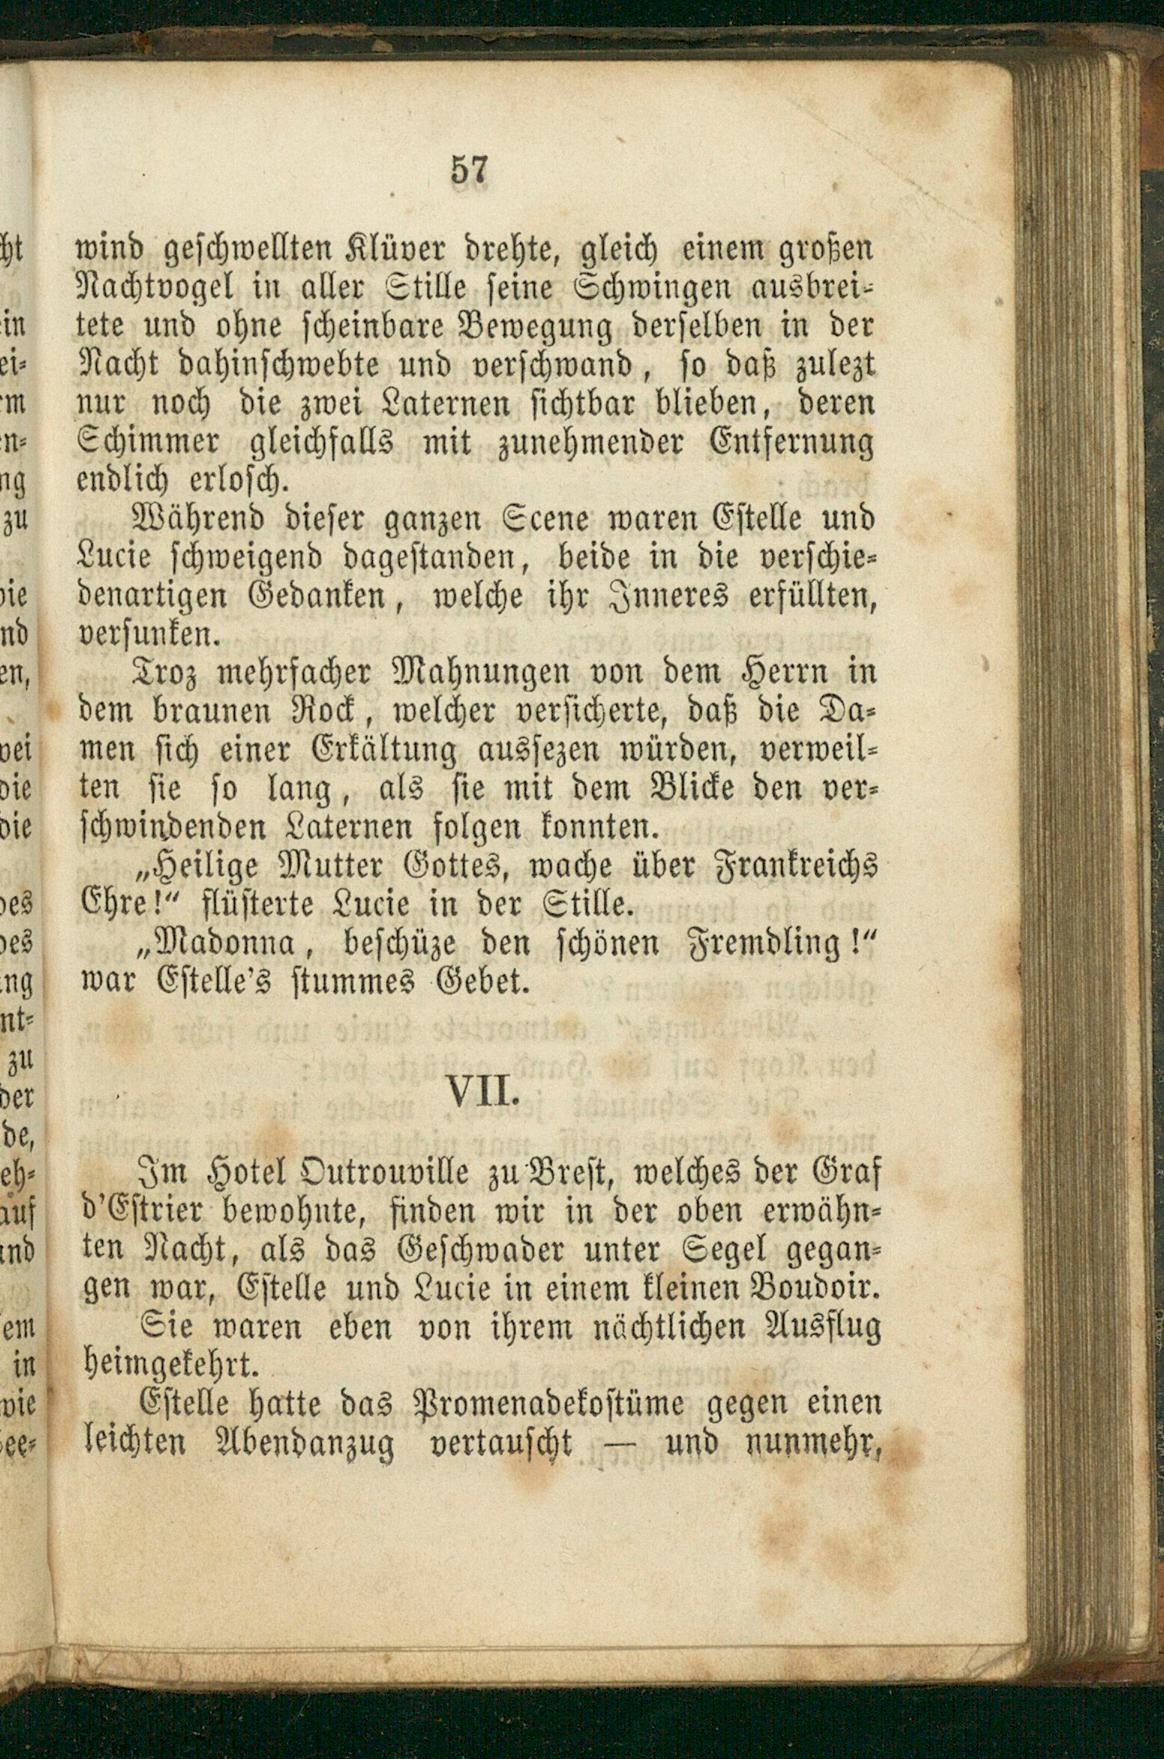 57
wind geschwellten Klüver drehte, gleich einem großen
Nachtvogel in aller Stille seine Schwingen ausbrei-
tete und ohne scheinbare Bewegung derselben in der
Nacht dahinschwebte und verschwand, so daß zulezt
nur noch die zwei Laternen sichtbar blieben, deren
Schimmer gleichfalls mit zunehmender Entfernung
endlich erlosch.
Während dieser ganzen Scene waren Estelle und
Lucie schweigend dagestanden, beide in die verschie-
denartigen Gedanken, welche ihr Inneres erfüllten,
versunken.
Troz mehrfacher Mahnungen von dem Herrn in
dem braunen Rock, welcher versicherte, daß die Da-
men sich einer Erkältung aussezen würden, verweil-
ten sie so lang, als sie mit dem Blicke den ver-
schwindenden Laternen folgen konnten.
„Heilige Mutter Gottes, wache über Frankreichs
Ehre!“ flüsterte Lucie in der Stille.
„Madonna, beschüze den schönen Fremdling!“
war Estelle's stummes Gebet.
VII.
Im Hotel Outrouville zu Brest, welches der Graf
d'Estrier bewohnte, finden wir in der oben erwähn-
ten Nacht, als das Geschwader unter Segel gegan-
gen war, Estelle und Lucie in einem kleinen Boudoir.
Sie waren eben von ihrem nächtlichen Ausflug
heimgekehrt.
Estelle hatte das Promenadekostüme gegen einen
leichten Abendanzug vertauscht — und nunmehr,